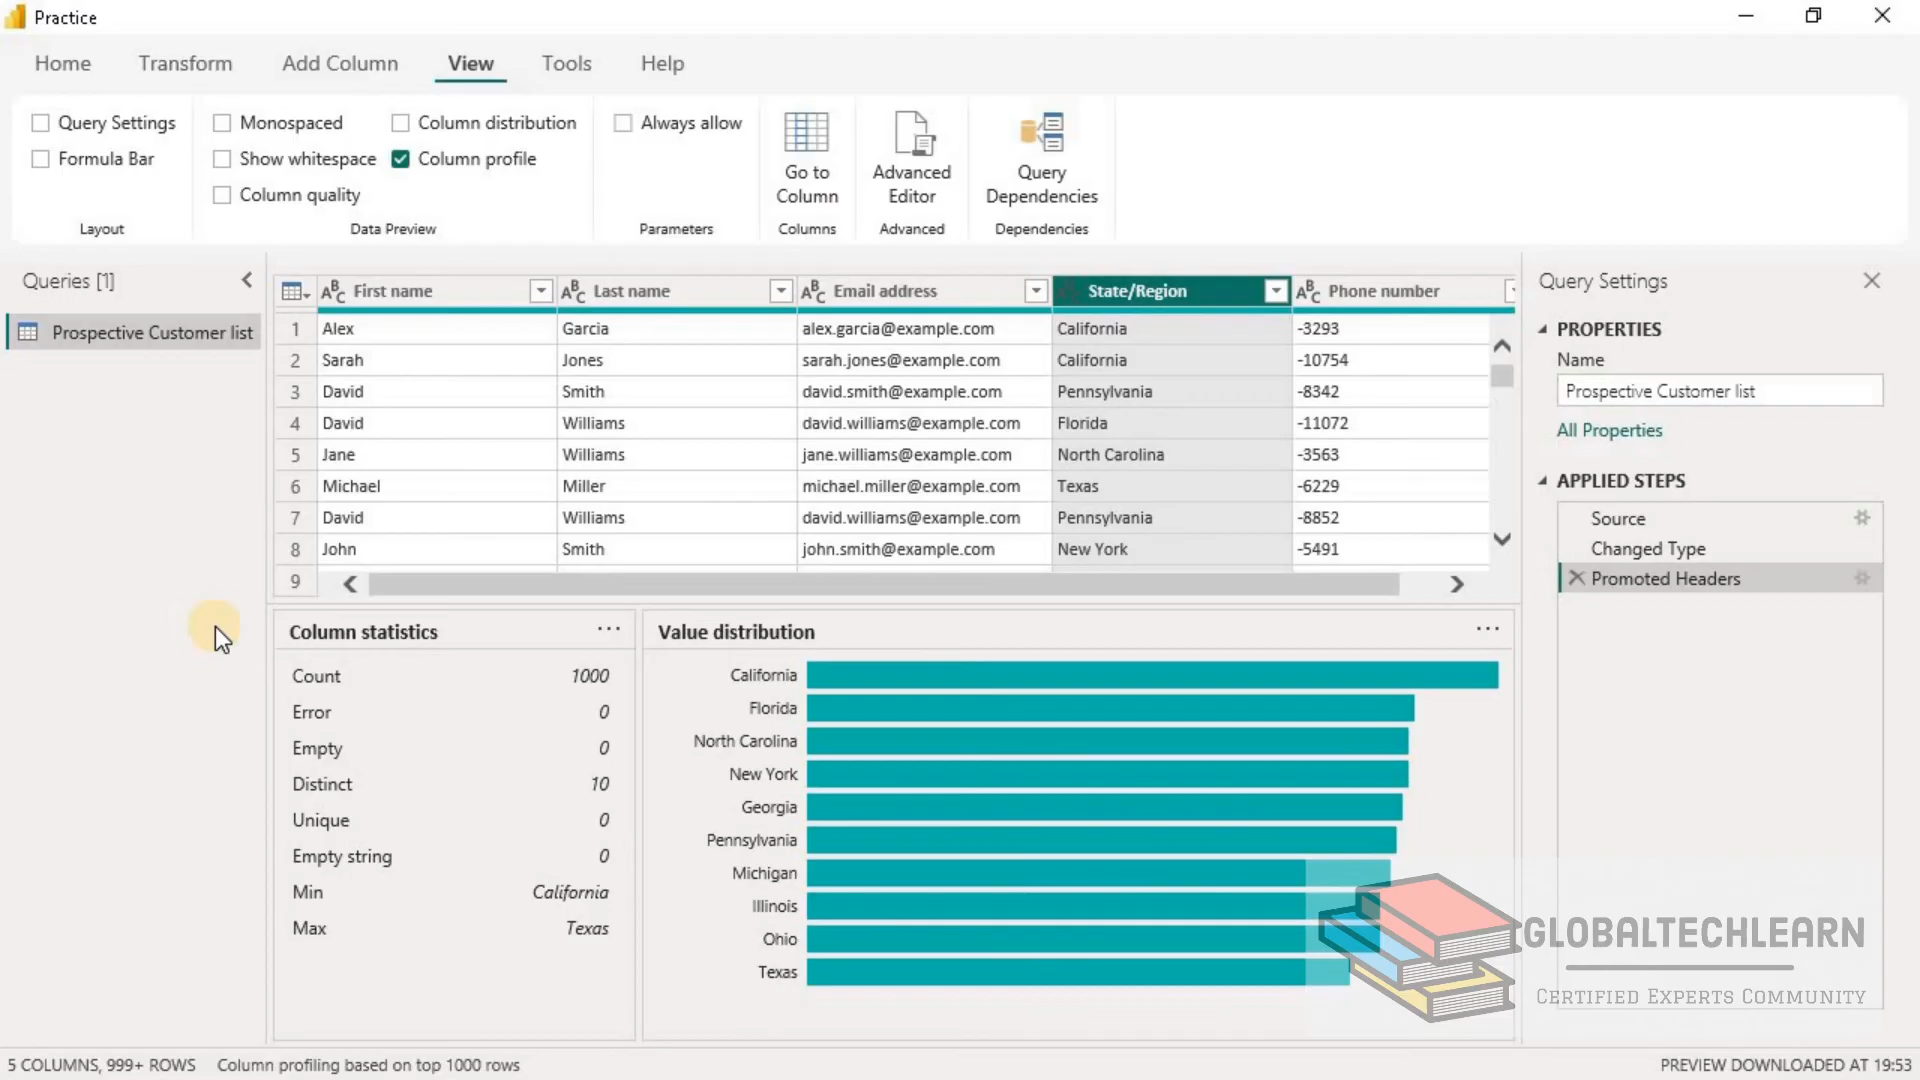 Practice
Home Transform Add Column View Tools Help
Query Settings Monospaced Column distribution Always allow
Formula Bar Show whitespace Column profile
Column quality
Go to Column
Advanced Editor
Query Dependencies
Layout Data Preview Parameters Columns Advanced Dependencies
Queries [1]
Prospective Customer list
ABC First name ABC Last name ABC Email address State/Region ABC Phone number
1 Alex Garcia alex.garcia@example.com California -3293
2 Sarah Jones sarah.jones@example.com California -10754
3 David Smith david.smith@example.com Pennsylvania -8342
4 David Williams david.williams@example.com Florida -11072
5 Jane Williams jane.williams@example.com North Carolina -3563
6 Michael Miller michael.miller@example.com Texas -6229
7 David Williams david.williams@example.com Pennsylvania -8852
8 John Smith john.smith@example.com New York -5491
9
Query Settings
PROPERTIES
Name
Prospective Customer list
All Properties
APPLIED STEPS
Source
Changed Type
Promoted Headers
Column statistics ...
Count 1000
Error 0
Empty 0
Distinct 10
Unique 0
Empty string 0
Min California
Max Texas
Value distribution ...
California
Florida
North Carolina
New York
Georgia
Pennsylvania
Michigan
Illinois
Ohio
Texas
GLOBALTECHLEARN
CERTIFIED EXPERTS COMMUNITY
5 COLUMNS, 999+ ROWS Column profiling based on top 1000 rows PREVIEW DOWNLOADED AT 19:53